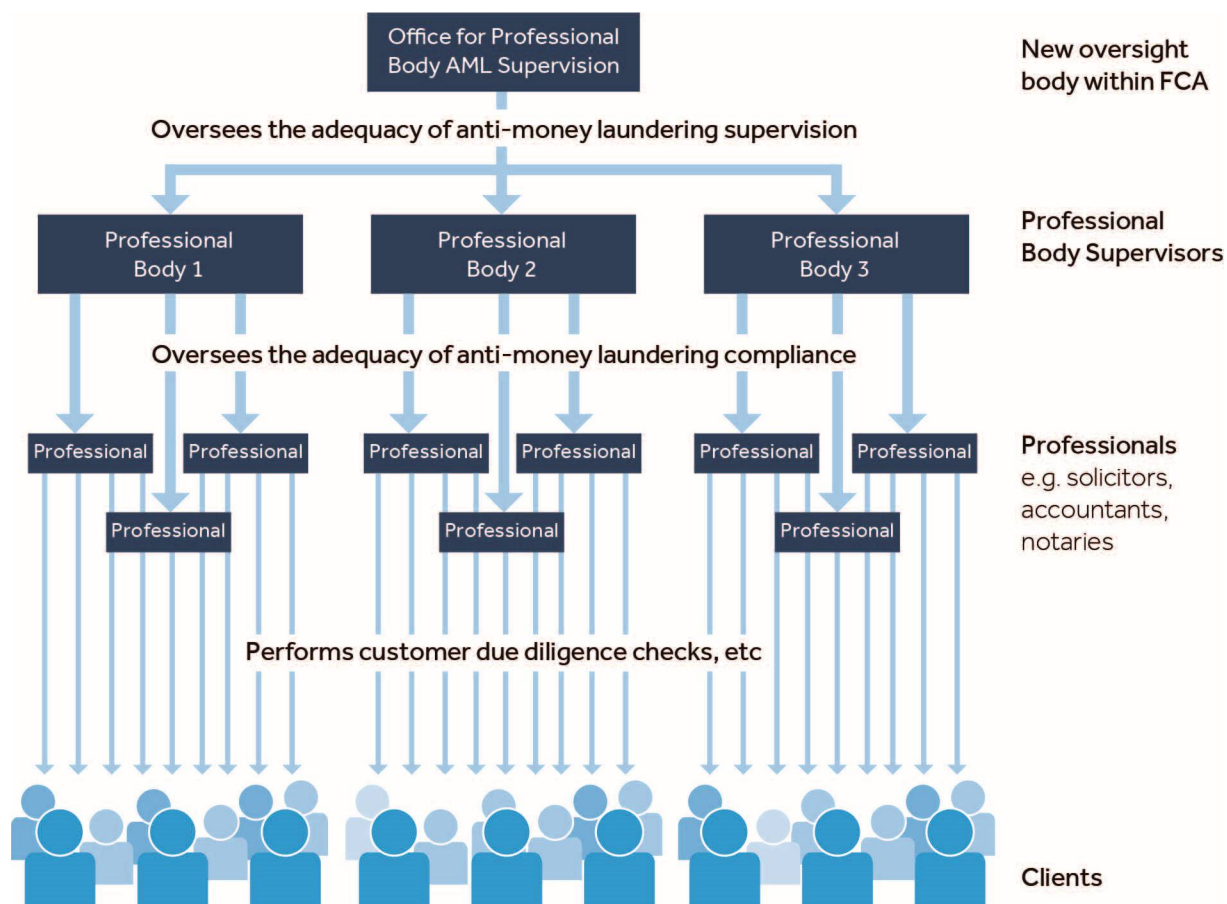 Office for Professional
Body AML Supervision
New oversight
body within FCA
Oversees the adequacy of anti-money laundering supervision
Professional
Body 1
Professional
Body 2
Professional
Body 3
Professional
Body Supervisors
Oversees the adequacy of anti-money laundering compliance
Professional
Professional
Professional
Professional
Professional
Professional
Professionals
e.g. solicitors,
accountants,
notaries
Professional
Professional
Professional
Performs customer due diligence checks, etc
Clients